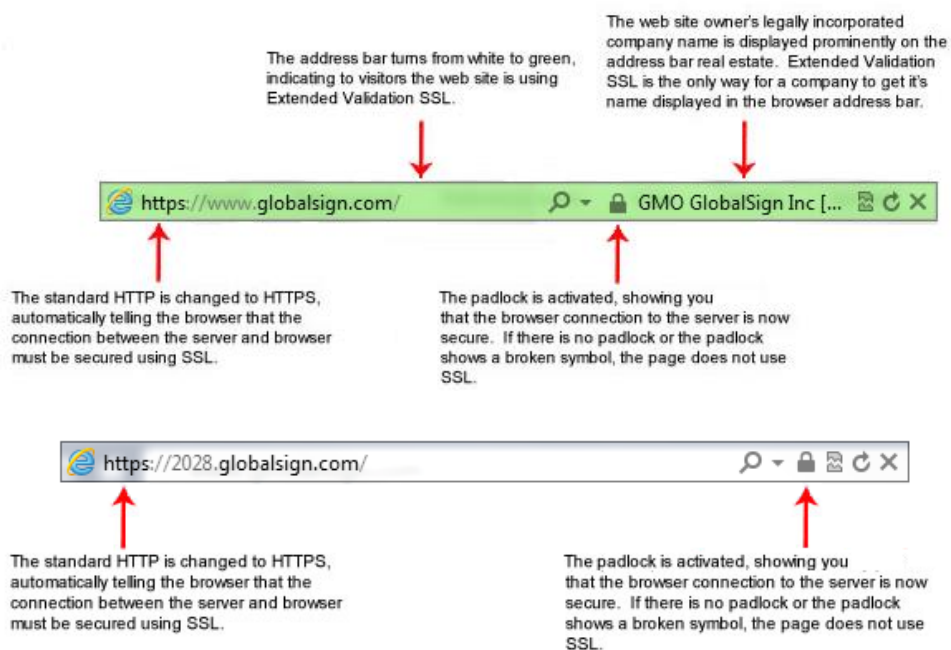 The web site owner's legally incorporated
company name is displayed prominently on the
address bar real estate.  Extended Validation
SSL is the only way for a company to get it's
name displayed in the browser address bar.
The address bar turns from white to green,
indicating to visitors the web site is using
Extended Validation SSL.
https://www.globalsign.com/ GMO GlobalSign Inc [...
The standard HTTP is changed to HTTPS,
automatically telling the browser that the
connection between the server and browser
must be secured using SSL.
The padlock is activated, showing you
that the browser connection to the server is now
secure.  If there is no padlock or the padlock
shows a broken symbol, the page does not use
SSL.
https://2028.globalsign.com/
The standard HTTP is changed to HTTPS,
automatically telling the browser that the
connection between the server and browser
must be secured using SSL.
The padlock is activated, showing you
that the browser connection to the server is now
secure.  If there is no padlock or the padlock
shows a broken symbol, the page does not use
SSL.